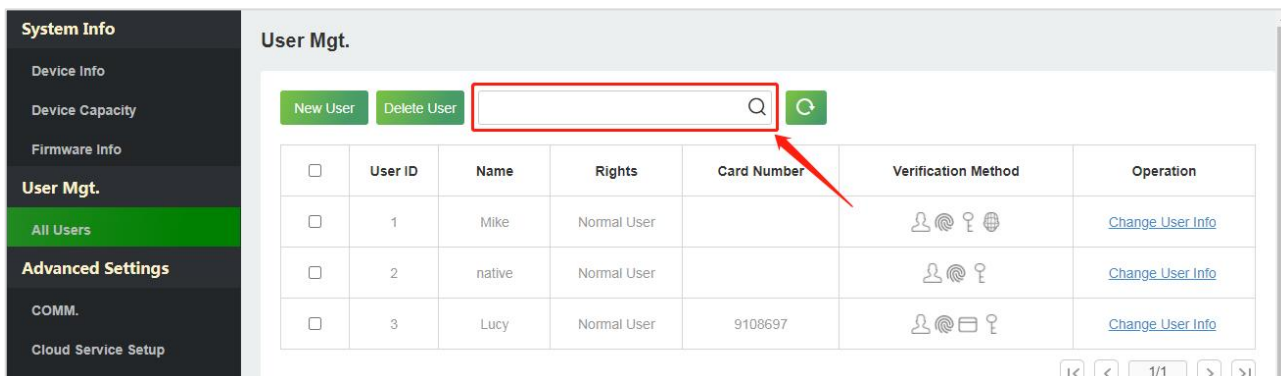 System Info
Device Info
Device Capacity
Firmware Info
User Mgt.
All Users
Advanced Settings
COMM.
Cloud Service Setup
User Mgt.
New User Delete User
User ID Name Rights Card Number Verification Method Operation
1 Mike Normal User Change User Info
2 native Normal User Change User Info
3 Lucy Normal User 9108697 Change User Info
1/1